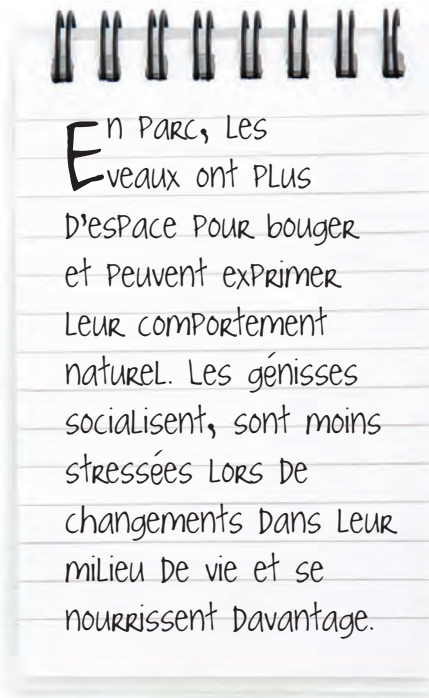 En parc, les
veaux ont plus
d'espace pour bouger
et peuvent exprimer
leur comportement
naturel. Les génisses
socialisent, sont moins
stressées lors de
changements dans leur
milieu de vie et se
nourrissent davantage.